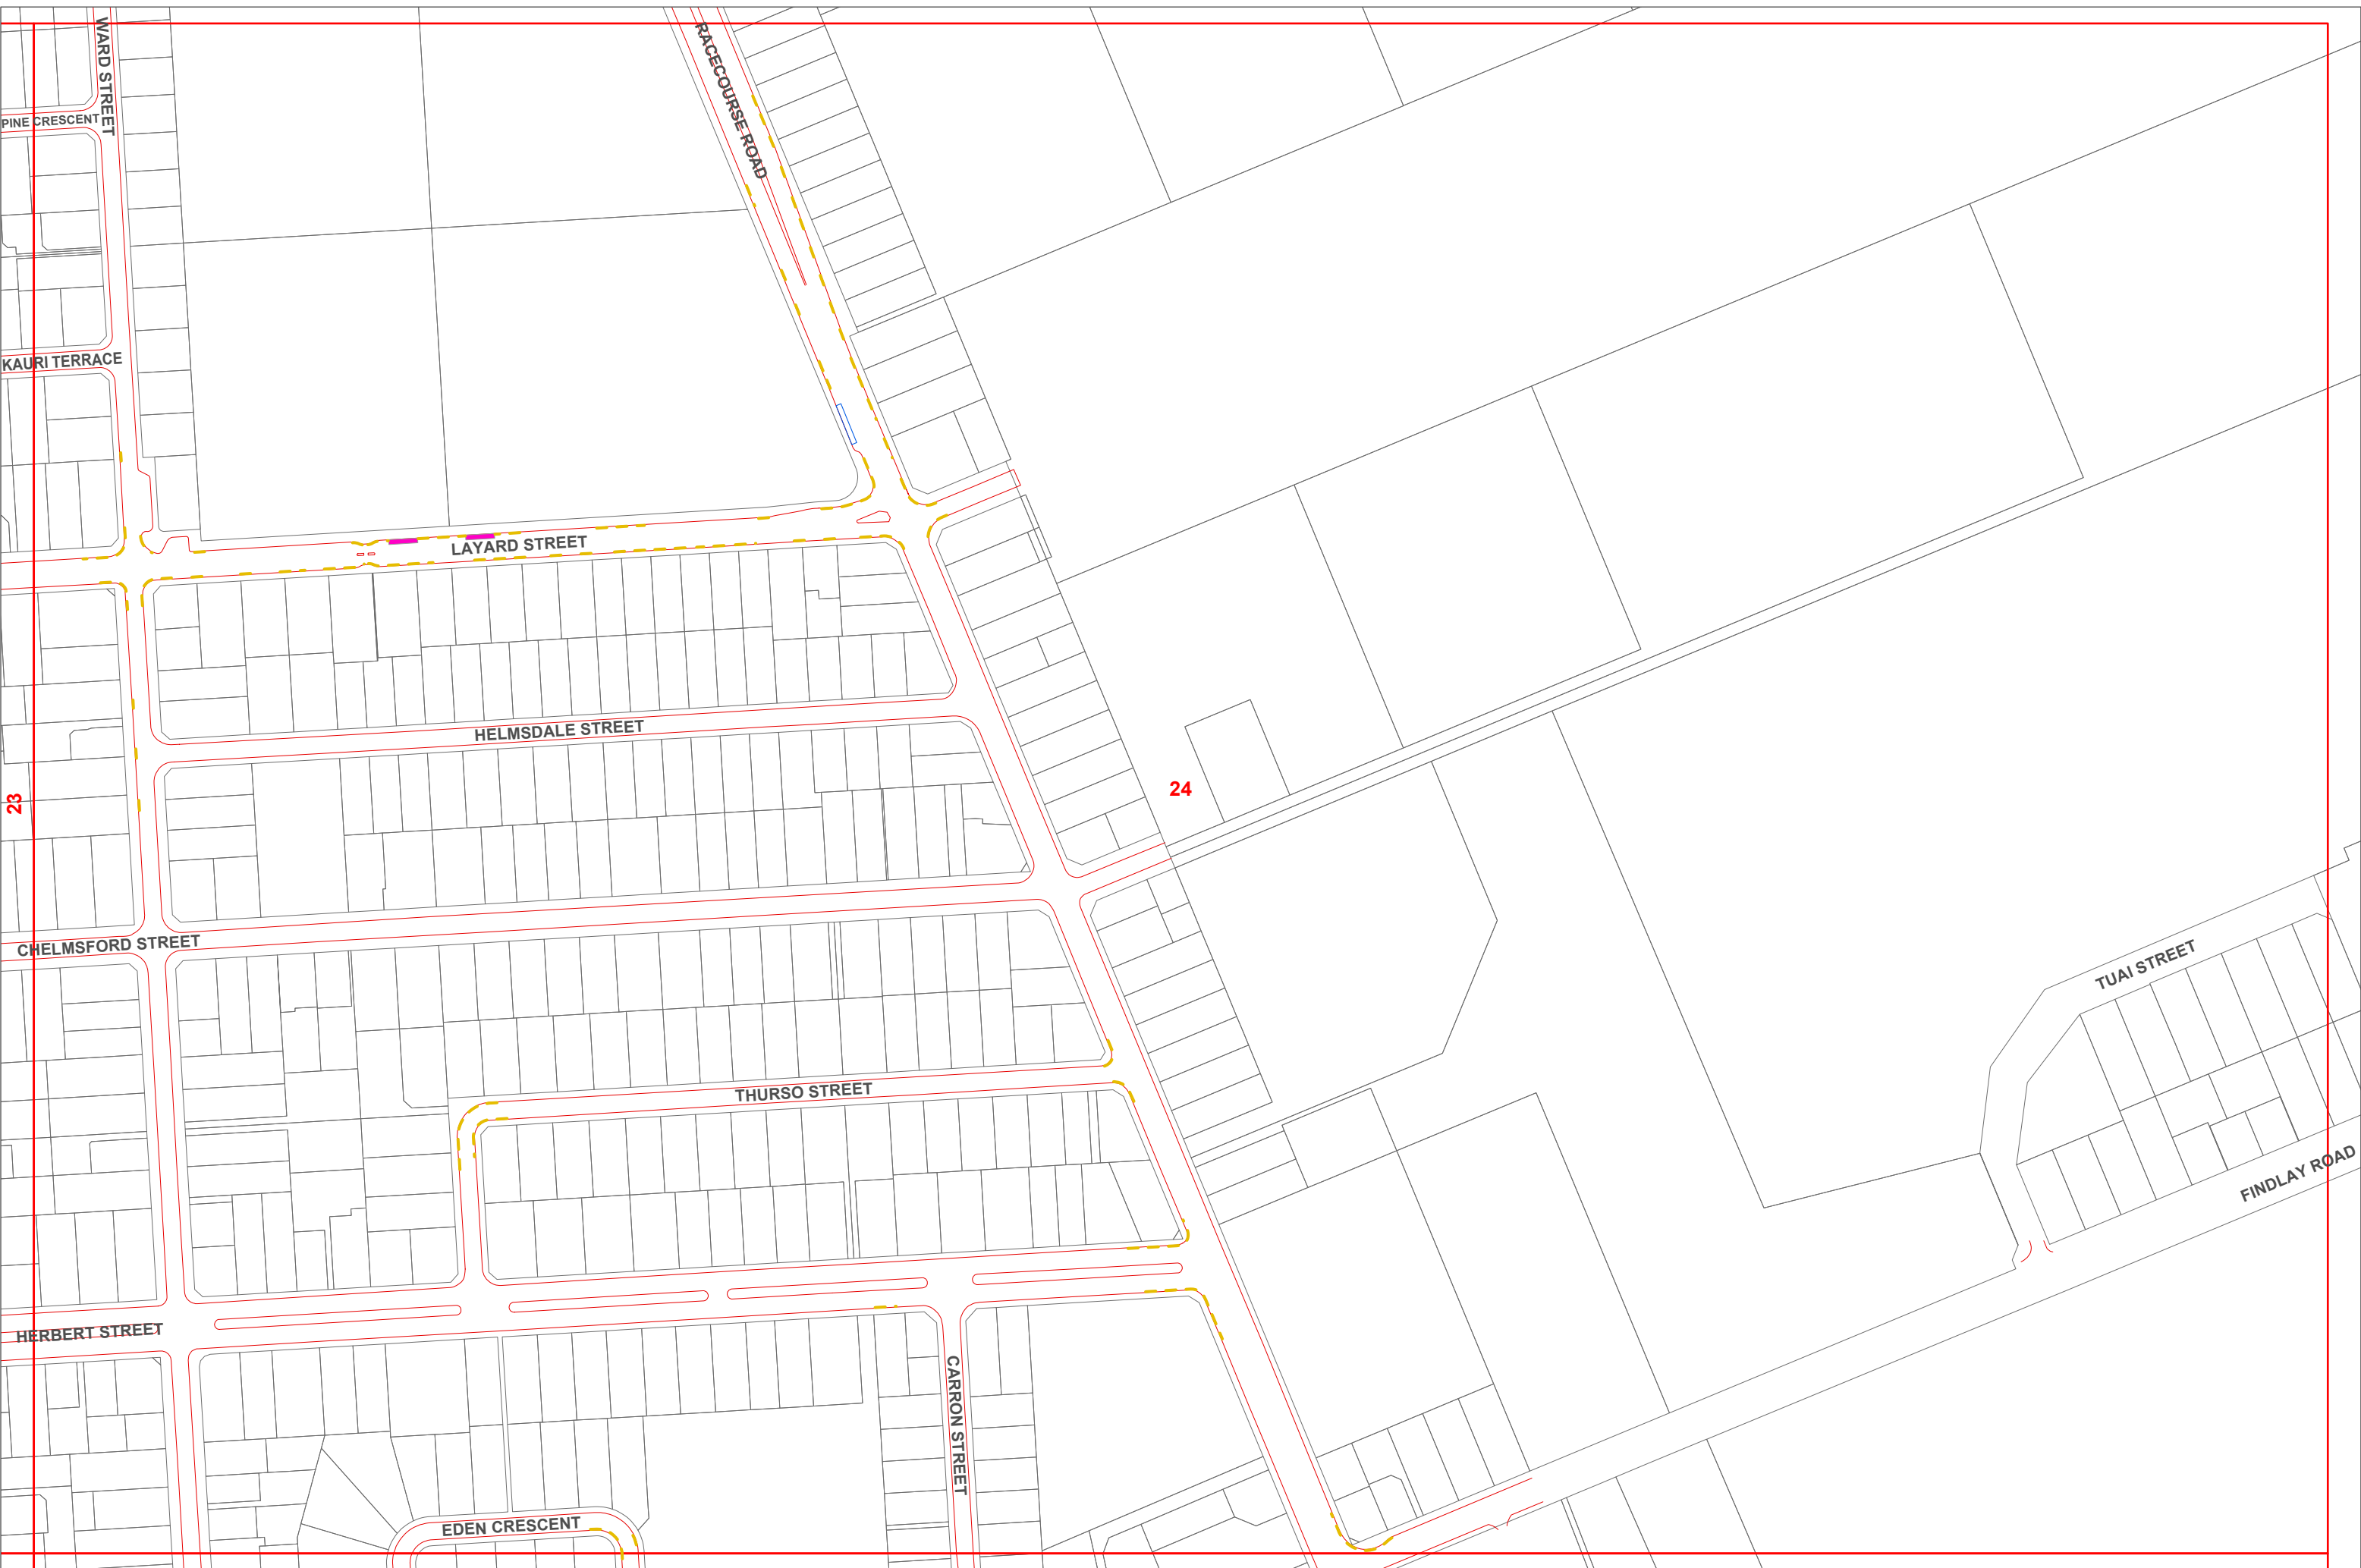 WARD STREET
RACECOURSE ROAD
PINE CRESCENT
KAURI TERRACE
LAYARD STREET
HELMSDALE STREET
24
23
CHELMSFORD STREET
TUAI STREET
THURSO STREET
FINDLAY ROAD
HERBERT STREET
CARRON STREET
EDEN CRESCENT